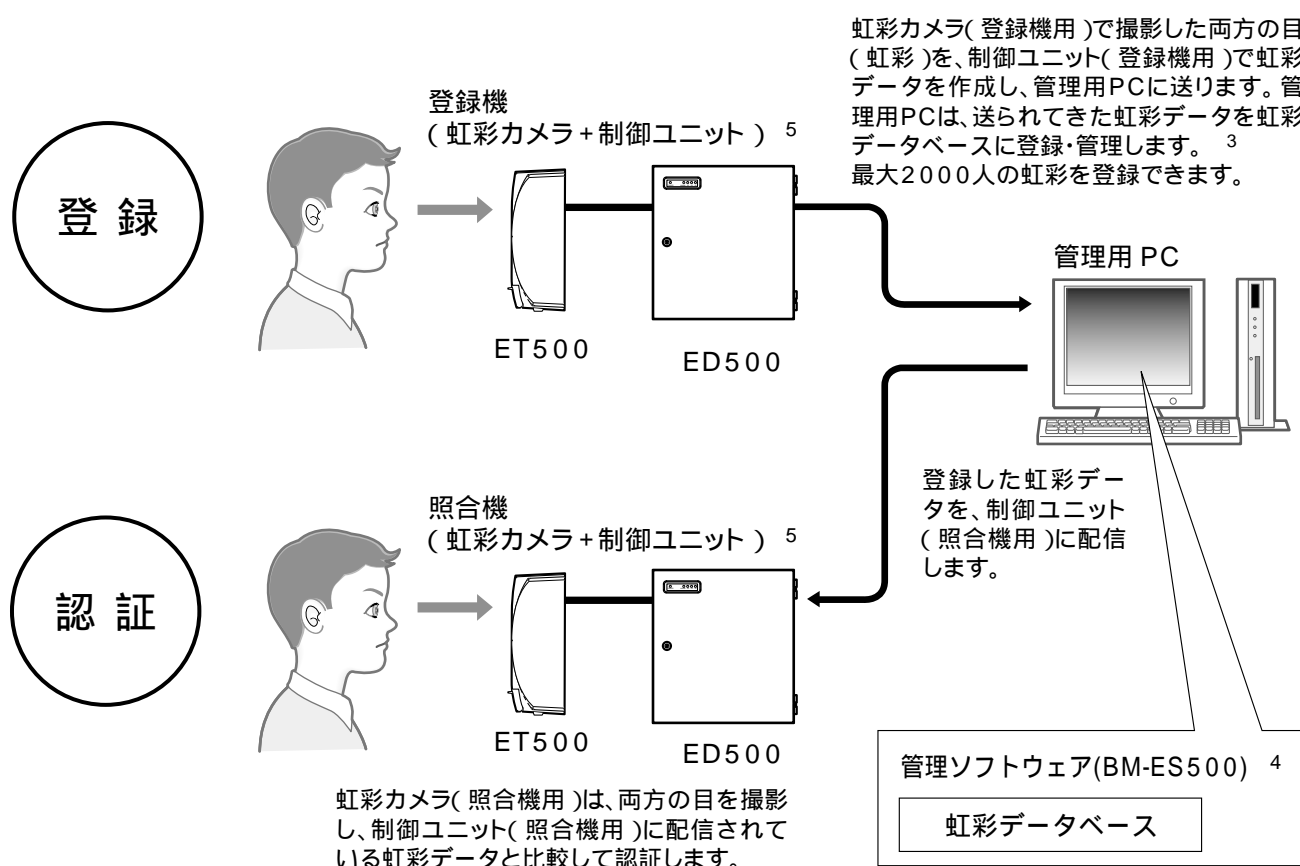 虹彩カメラ(登録機用)で撮影した両方の目
(虹彩)を、制御ユニット(登録機用)で虹彩
データを作成し、管理用PCに送ります。管
理用PCは、送られてきた虹彩データを虹彩
データベースに登録・管理します。 3
最大2000人の虹彩を登録できます。
登録機
(虹彩カメラ+制御ユニット) 5
登 録
ET500
ED500
管理用 PC
登録した虹彩デー
タを、制御ユニット
(照合機用)に配信
します。
照合機
(虹彩カメラ+制御ユニット) 5
認 証
ET500
ED500
虹彩カメラ(照合機用)は、両方の目を撮影
し、制御ユニット(照合機用)に配信されて
いる虹彩データと比較して認証します。
管理ソフトウェア(BM-ES500) 4
虹彩データベース